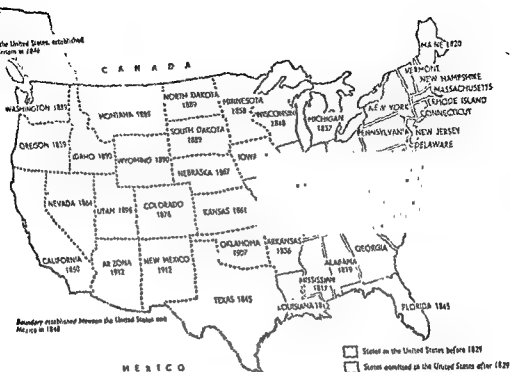 the United States, established
in 1846
CANADA
MAINE 1820
VERMONT
NEW HAMPSHIRE
MASSACHUSETTS
RHODE ISLAND
CONNECTICUT
NEW YORK
PENNSYLVANIA
NEW JERSEY
DELAWARE
WASHINGTON 1889
MONTANA 1889
NORTH DAKOTA
1889
MINNESOTA
1858
WISCONSIN
1848
MICHIGAN
1837
OREGON 1859
IDAHO 1890
WYOMING 1890
SOUTH DAKOTA
1889
IOWA
NEBRASKA 1867
NEVADA 1864
UTAH 1896
COLORADO
1876
KANSAS 1861
CALIFORNIA
1850
ARIZONA
1912
NEW MEXICO
1912
OKLAHOMA
1907
ARKANSAS
1836
TEXAS 1845
LOUISIANA 1812
MISSISSIPPI
1817
ALABAMA
1819
GEORGIA
FLORIDA 1845
Boundary established between the United States and
Mexico in 1848
MEXICO
States in the United States before 1829
States admitted to the United States after 1829